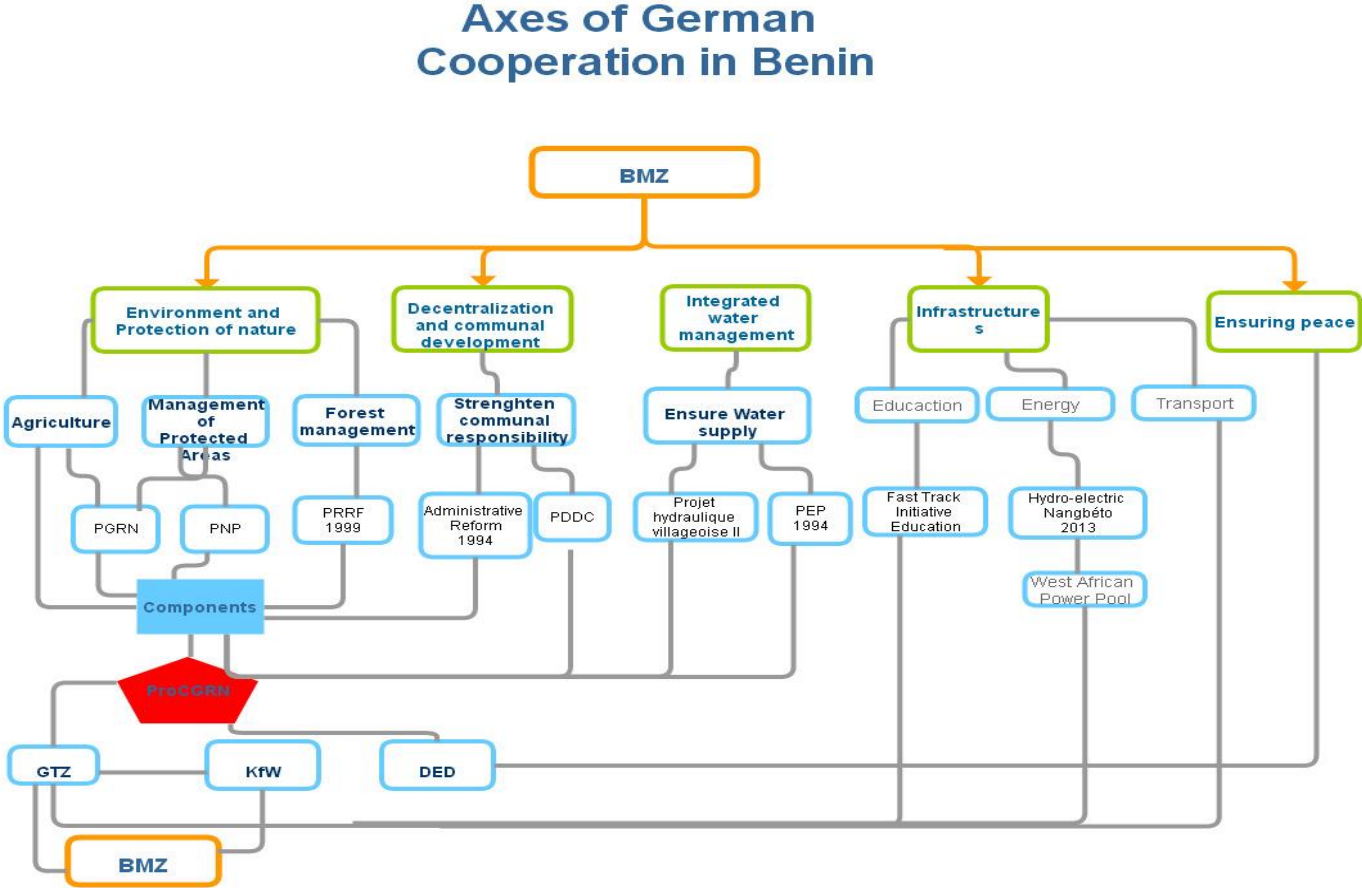 Axes of German
Cooperation in Benin
BMZ
Environment and
Protection of nature
Decentralization
and communal
development
Integrated
water
management
Infrastructure
s
Ensuring peace
Agriculture
Management
of
Protected
Areas
Forest
management
Strenghten
communal
responsibility
Ensure Water
supply
Educaction
Energy
Transport
PGRN
PNP
PRRF
1999
Administrative
Reform
1994
PDDC
Projet
hydraulique
villageoise II
PEP
1994
Fast Track
Initiative
Education
Hydro-electric
Nangbéto
2013
West African
Power Pool
Components
ProCGRN
GTZ
KfW
DED
BMZ